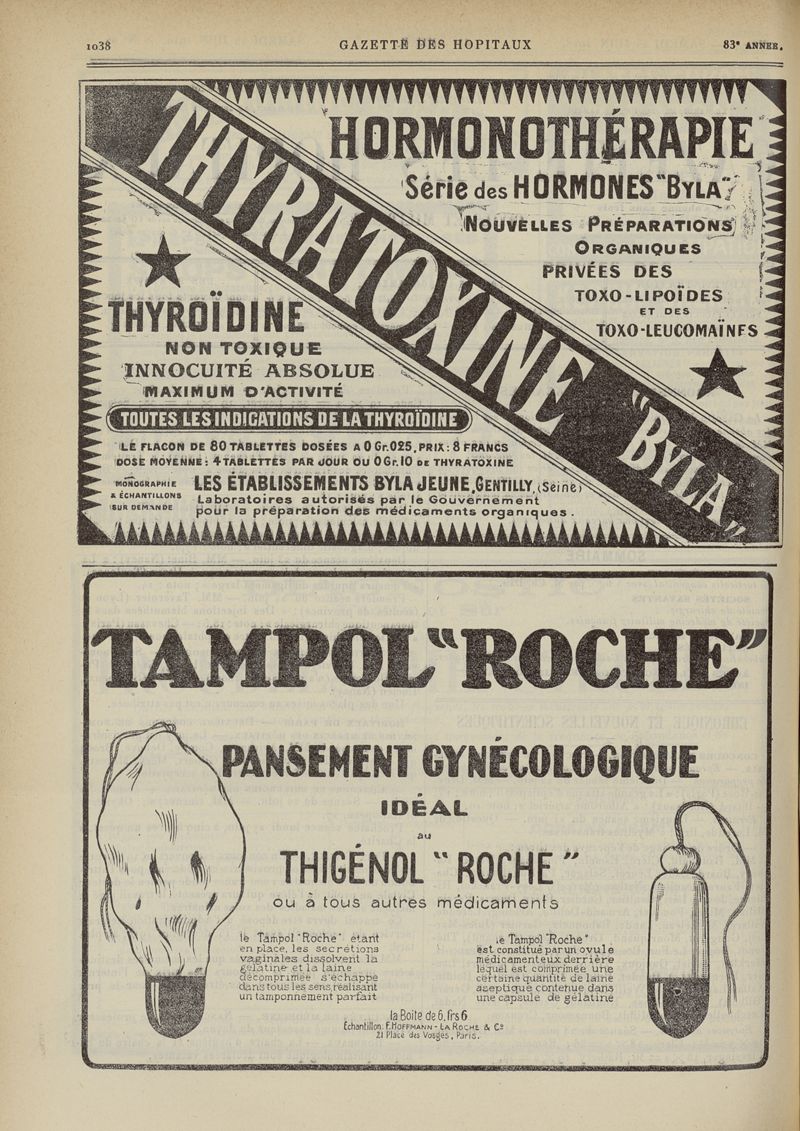 1038
GAZETTE DES HOPITAUX
83e ANNÉE.
THYRATOXINE "BYLA"
HORMONOTHÉRAPIE
Série des HORMONES "BYLA"
NOUVELLES PRÉPARATIONS
ORGANIQUES
PRIVÉES DES
TOXO-LIPOÏDES
ET DES
TOXO-LEUCOMAÏNES
THYROÏDINE
NON TOXIQUE
INNOCUITÉ ABSOLUE
MAXIMUM D'ACTIVITÉ
TOUTES LES INDICATIONS DE LA THYROÏDINE
LE FLACON DE 80 TABLETTES DOSÉES A 0 Gr.025, PRIX: 8 FRANCS
DOSE MOYENNE: 4 TABLETTES PAR JOUR OU 0 Gr.10 DE THYRATOXINE
MONOGRAPHIE
& ÉCHANTILLONS
SUR DEMANDE
LES ÉTABLISSEMENTS BYLA JEUNE, GENTILLY, (Seine)
Laboratoires autorisés par le Gouvernement
pour la préparation des médicaments organiques.
TAMPOL "ROCHE"
PANSEMENT GYNÉCOLOGIQUE
IDÉAL
au
THIGÉNOL "ROCHE"
ou à tous autres médicaments
le Tampol "Roche" étant
en place, les secretions
vaginales dissolvent la
gélatine et la laine
décomprimée s'échappe
dans tous les sens, réalisant
un tamponnement parfait
le Tampol "Roche"
est constitué par un ovule
médicamenteux derrière
lequel est comprimée une
certaine quantité de laine
aseptique contenue dans
une capsule de gélatine
la Boite de 6, frs 6
Échantillon. F. HOFFMANN - LA ROCHE & Co
21 Place des Vosges, Paris.